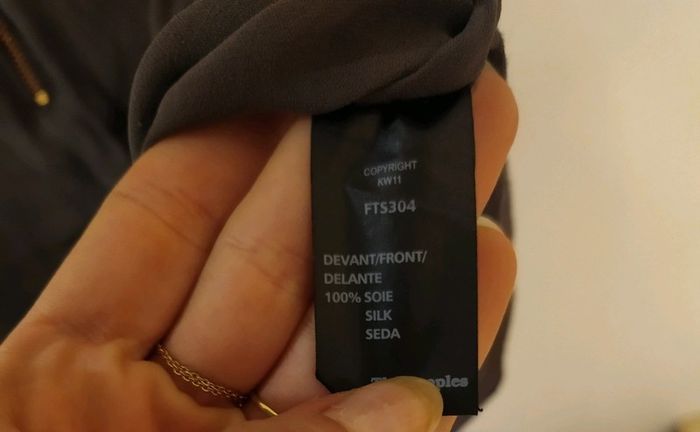 COPYRIGHT
KW11
FTS304
DEVANT/FRONT/
DELANTE
100% SOIE
SILK
SEDA